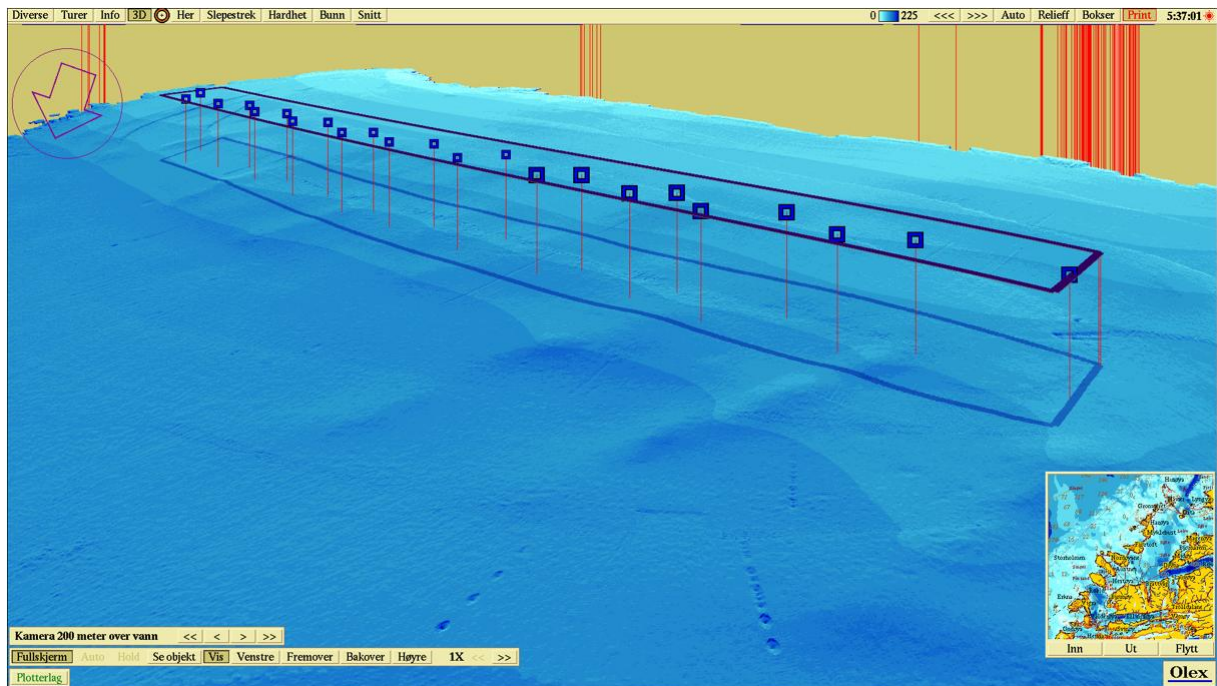 Diverse Turer Info 3D Her Slepestrek Hardhet Bunn Snitt 0 225 <<< >>> Auto Relieff Bokser Print 5:37:01
Kamera 200 meter over vann << < > >>
Fullskjerm Auto Hold Se objekt Vis Venstre Fremover Bakover Høyre 1X << >>
Plotterlag
Storholmen
Erkna
Inn Ut Flytt
Olex